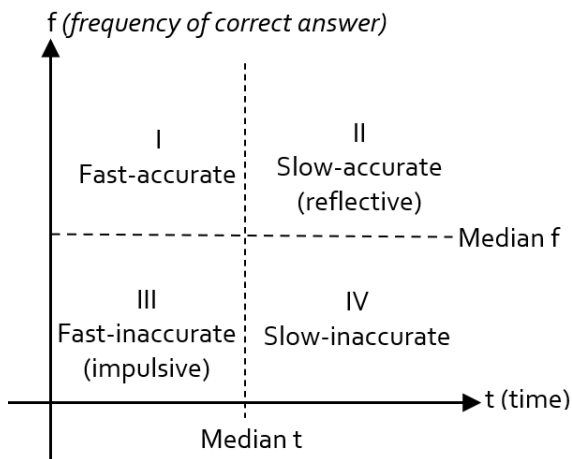 f (frequency of correct answer)
I
Fast-accurate
II
Slow-accurate
(reflective)
Median f
III
Fast-inaccurate
(impulsive)
IV
Slow-inaccurate
t (time)
Median t